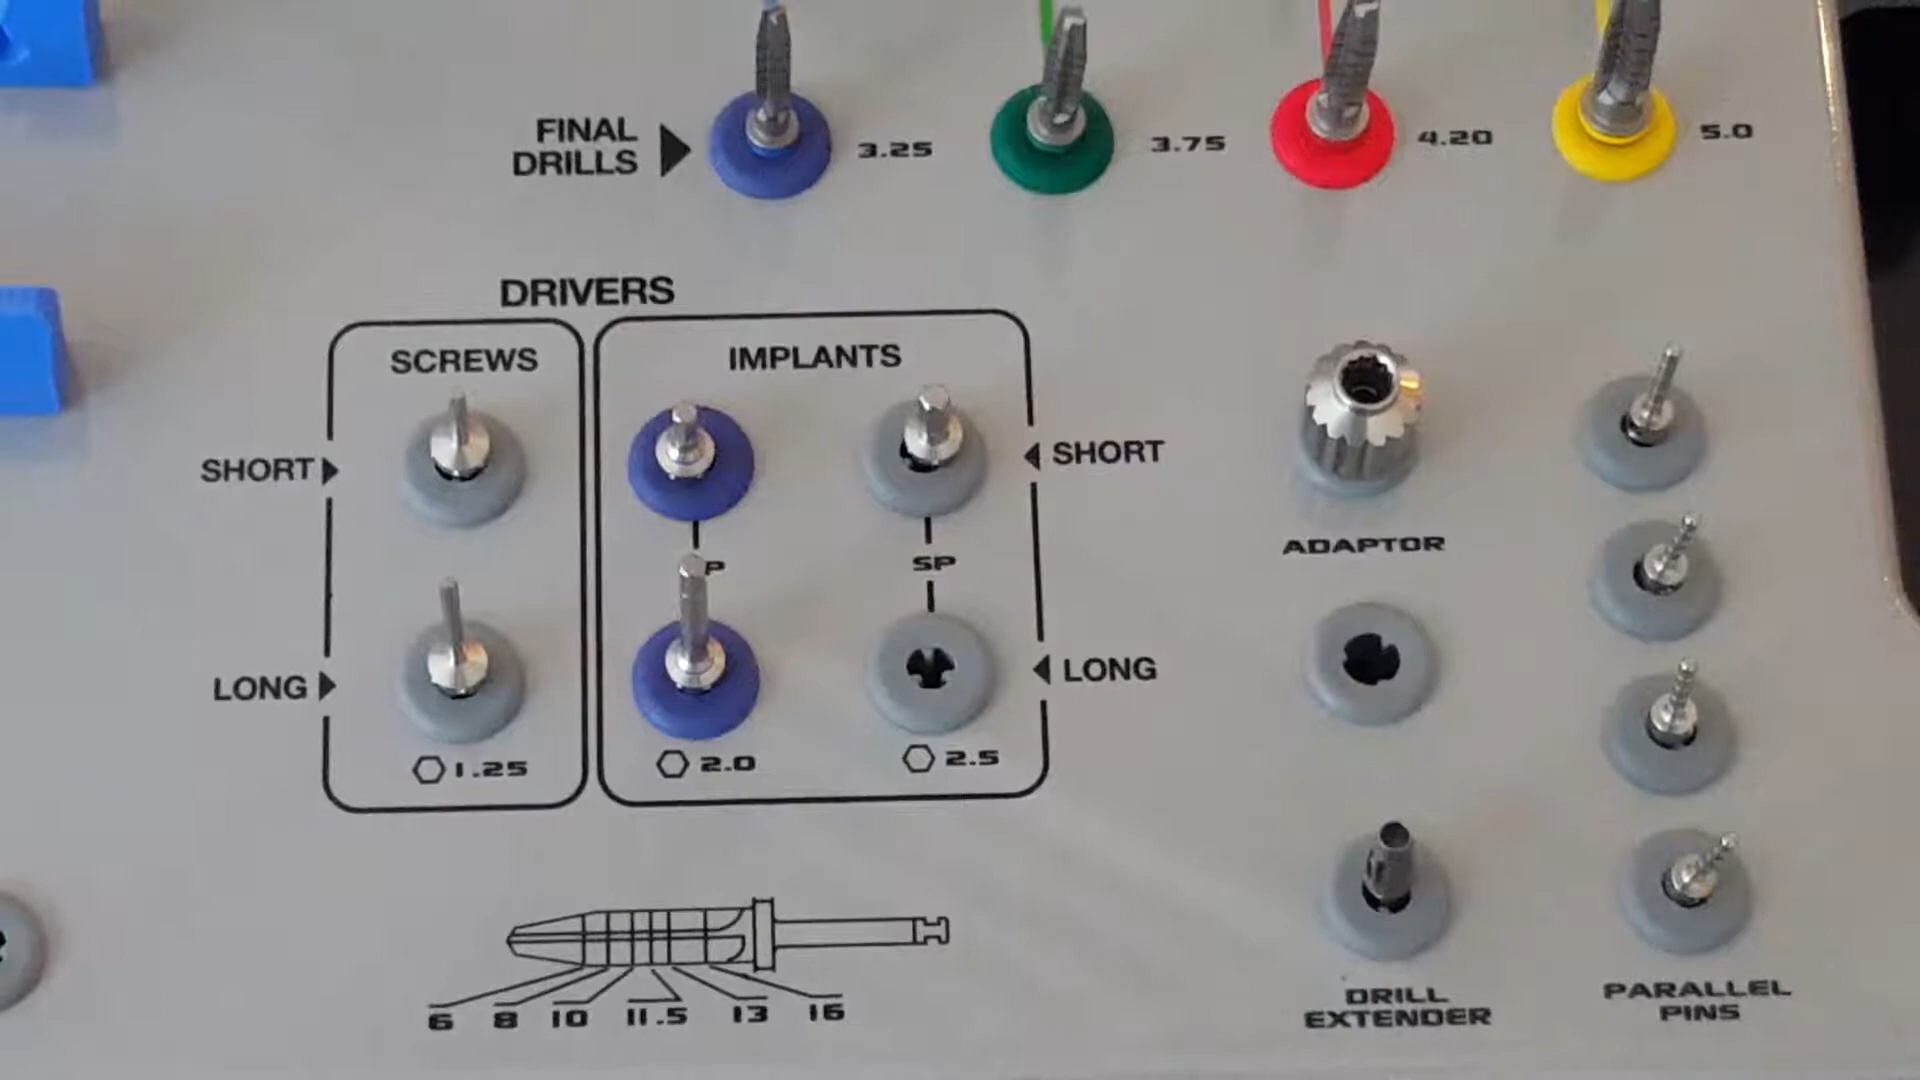 FINAL
DRILLS
3.25
3.75
4.20
5.0
DRIVERS
SCREWS
IMPLANTS
SHORT
SHORT
P
SP
LONG
LONG
1.25
2.0
2.5
ADAPTOR
6 8 10 11.5 13 16
DRILL
EXTENDER
PARALLEL
PINS